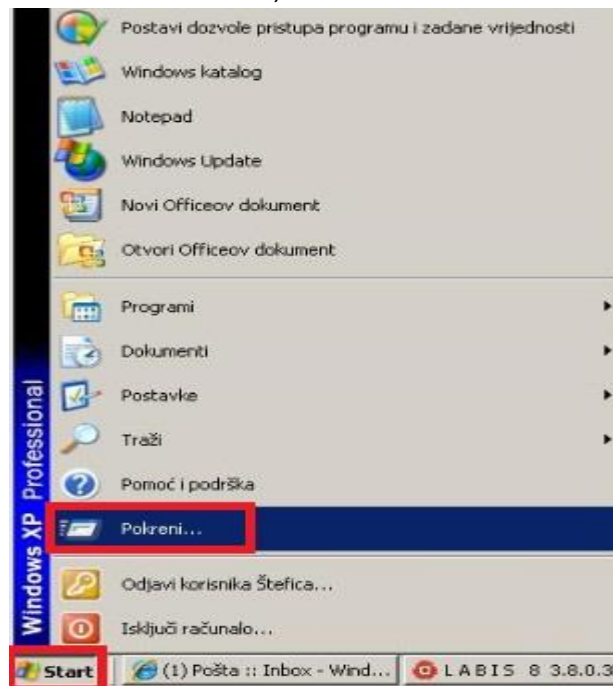 Postavi dozvole pristupa programu i zadane vrijednosti
Windows katalog
Notepad
Windows Update
Novi Officeov dokument
Otvori Officeov dokument
Programi
Dokumenti
Postavke
Traži
Pomoć i podrška
Pokreni...
Odjavi korisnika Štefica...
Isključi računalo...
Windows XP Professional
Start
(1) Pošta :: Inbox - Wind...
L A B I S 8 3.8.0.3